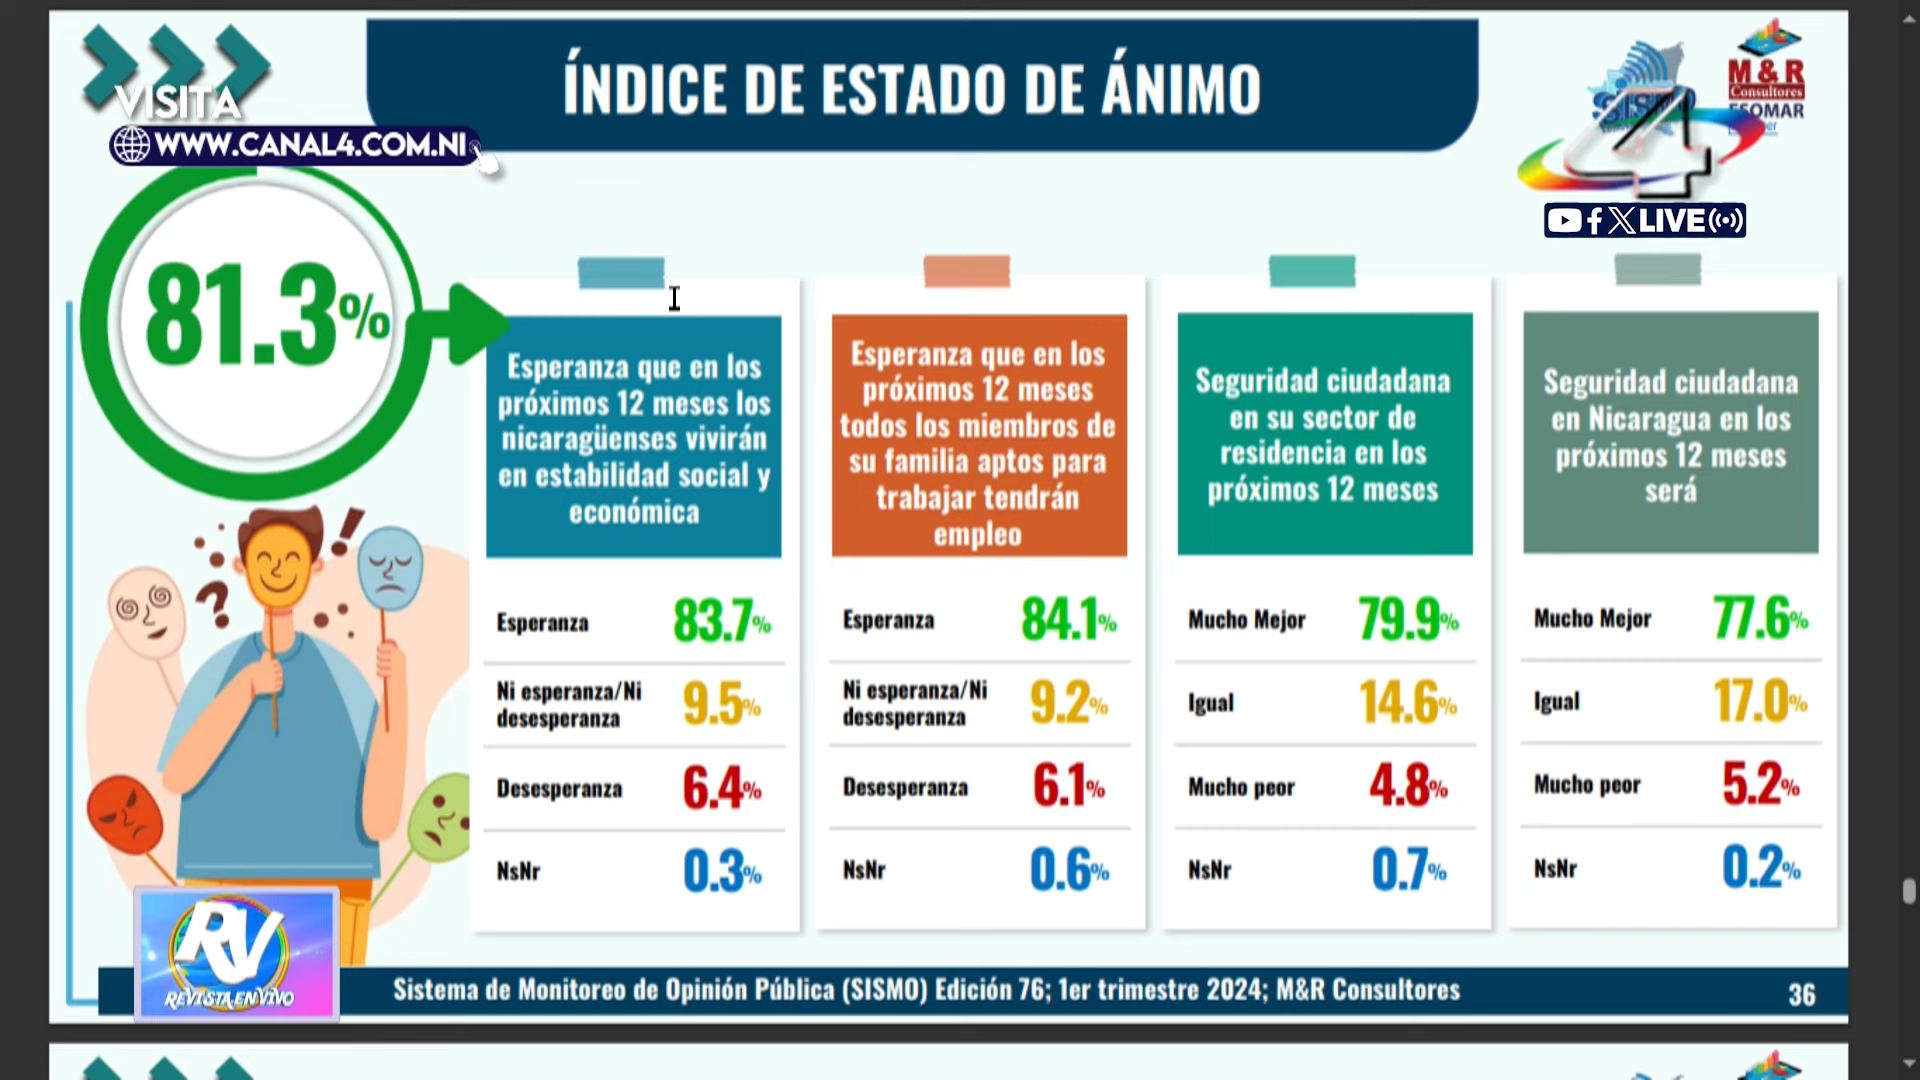 ÍNDICE DE ESTADO DE ÁNIMO
VISITA
WWW.CANAL4.COM.NI
M&R
Consultores
ESOMAR
4
LIVE
81.3%
Esperanza que en los
próximos 12 meses los
nicaragüenses vivirán
en estabilidad social y
económica
Esperanza 83.7%
Ni esperanza/Ni
desesperanza 9.5%
Desesperanza 6.4%
NsNr 0.3%
Esperanza que en los
próximos 12 meses
todos los miembros de
su familia aptos para
trabajar tendrán
empleo
Esperanza 84.1%
Ni esperanza/Ni
desesperanza 9.2%
Desesperanza 6.1%
NsNr 0.6%
Seguridad ciudadana
en su sector de
residencia en los
próximos 12 meses
Mucho Mejor 79.9%
Igual 14.6%
Mucho peor 4.8%
NsNr 0.7%
Seguridad ciudadana
en Nicaragua en los
próximos 12 meses
será
Mucho Mejor 77.6%
Igual 17.0%
Mucho peor 5.2%
NsNr 0.2%
RV
REVISTA EN VIVO
Sistema de Monitoreo de Opinión Pública (SISMO) Edición 76; 1er trimestre 2024; M&R Consultores
36